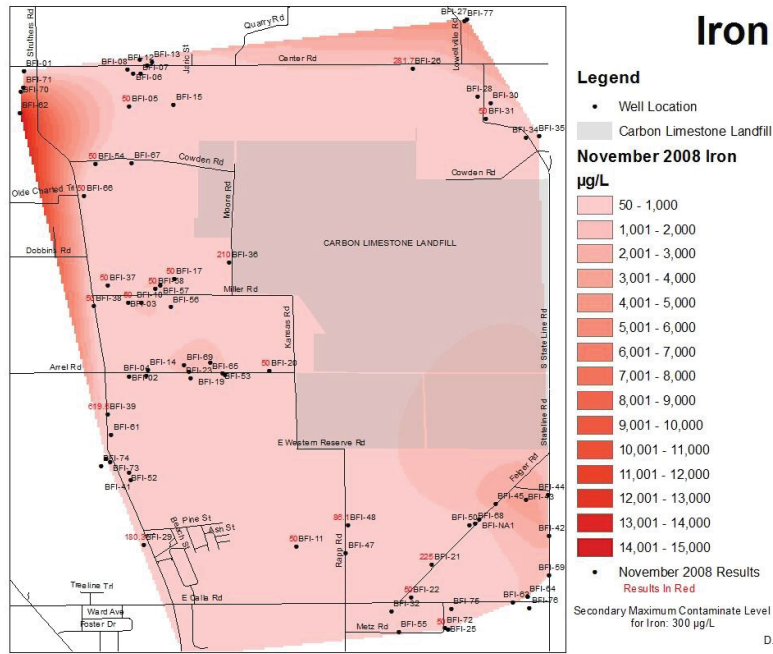 Iron
Legend
Well Location
Carbon Limestone Landfill
November 2008 Iron
µg/L
50 - 1,000
1,001 - 2,000
2,001 - 3,000
3,001 - 4,000
4,001 - 5,000
5,001 - 6,000
6,001 - 7,000
7,001 - 8,000
8,001 - 9,000
9,001 - 10,000
10,001 - 11,000
11,001 - 12,000
12,001 - 13,000
13,001 - 14,000
14,001 - 15,000
November 2008 Results
Results In Red
Secondary Maximum Contaminate Level
for Iron: 300 µg/L
D.
Struthers Rd
Quarry Rd
BFI-27
BFI-77
Lowellville Rd
BFI-12
BFI-13
Center Rd
BFI-01
BFI-08
BFI-07
BFI-06
281.7 BFI-26
BFI-71
BFI-70
BFI-62
50 BFI-05
BFI-15
BFI-28
BFI-30
50 BFI-31
BFI-34
BFI-35
50 BFI-54
BFI-67
Cowden Rd
Cowden Rd
Olde Charted Trl
50 BFI-66
Moore Rd
Dobbins Rd
CARBON LIMESTONE LANDFILL
210 BFI-36
50 BFI-37
50 BFI-17
BFI-58
BFI-57
50 BFI-38
BFI-03
BFI-56
Miller Rd
Kansas Rd
S State Line Rd
BFI-14
BFI-69
BFI-65
50 BFI-20
Arrel Rd
BFI-02
BFI-23
BFI-19
BFI-53
BFI-39
BFI-61
Stateline Rd
E Western Reserve Rd
Felger Rd
BFI-74
BFI-73
BFI-52
BFI-41
BFI-44
BFI-45
BFI-43
Pine St
Ash St
Beach St
BFI-29
86.1 BFI-48
BFI-50
BFI-68
BFI-NA1
BFI-42
50 BFI-11
BFI-47
Rapp Rd
225 BFI-21
BFI-59
Treeline Trl
E Calla Rd
50 BFI-22
BFI-64
BFI-63
BFI-76
Ward Ave
BFI-32
BFI-75
Foster Dr
Metz Rd
BFI-55
50 BFI-72
BFI-25